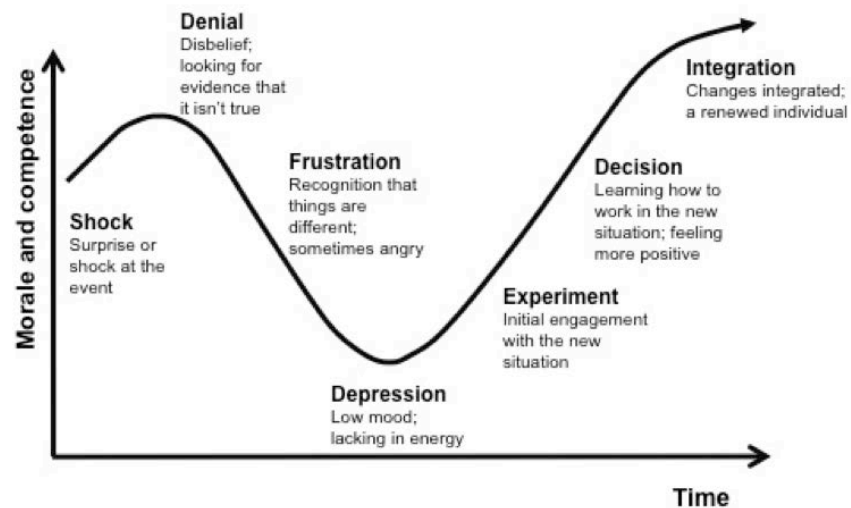 Denial
Disbelief;
looking for
evidence that
it isn't true
Integration
Changes integrated;
a renewed individual
Morale and competence
Frustration
Recognition that
things are
different;
sometimes angry
Decision
Learning how to
work in the new
situation; feeling
more positive
Shock
Surprise or
shock at the
event
Experiment
Initial engagement
with the new
situation
Depression
Low mood;
lacking in energy
Time